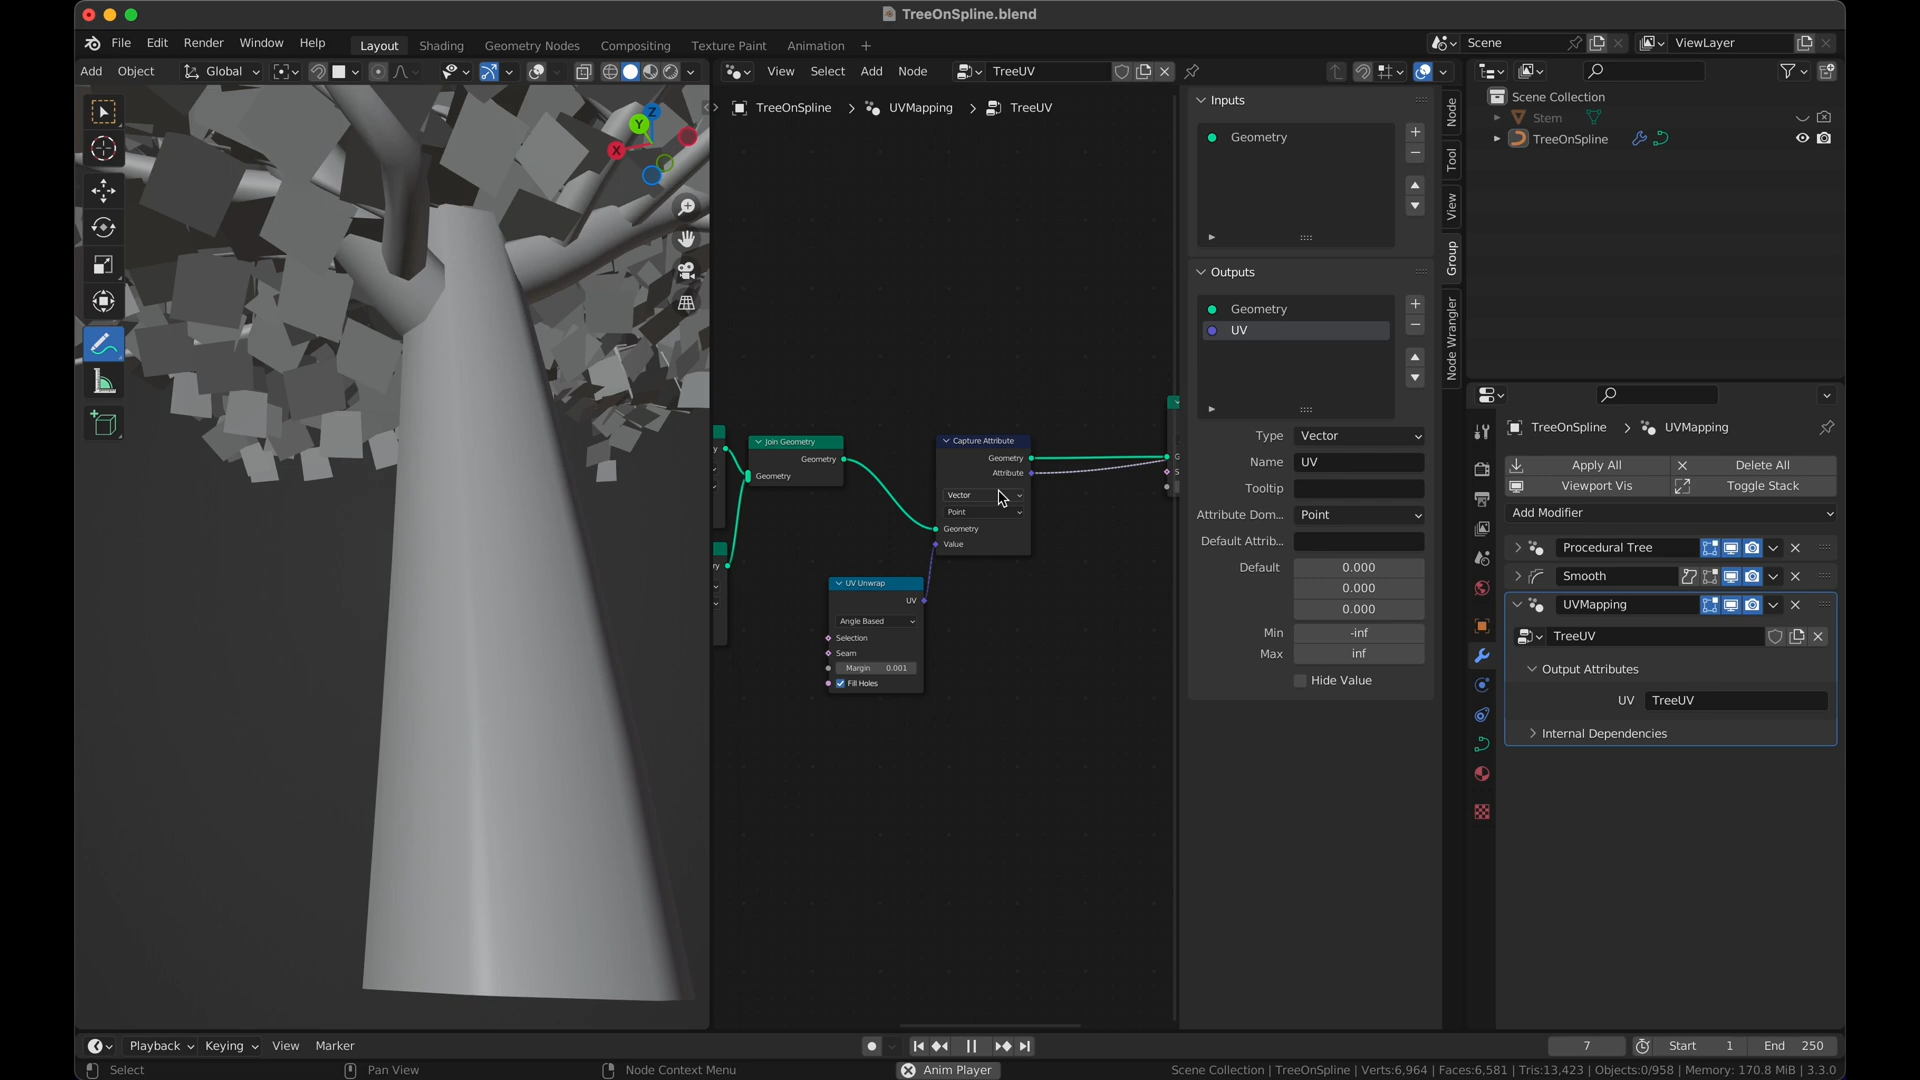 TreeOnSpline.blend
File Edit Render Window Help Layout Shading Geometry Nodes Compositing Texture Paint Animation + Scene ViewLayer
Add Object Global View Select Add Node TreeUV
TreeOnSpline > UVMapping > TreeUV
Z
Y
X
Inputs
Geometry
Outputs
Geometry
UV
Type Vector
Name UV
Tooltip
Attribute Dom... Point
Default Attrib...
Default 0.000
0.000
0.000
Min -inf
Max inf
Hide Value
Node
Tool
View
Group
Node Wrangler
Join Geometry
Geometry
Geometry
Capture Attribute
Geometry
Attribute
Vector
Point
Geometry
Value
UV Unwrap
UV
Angle Based
Selection
Seam
Margin 0.001
Fill Holes
Scene Collection
Stem
TreeOnSpline
TreeOnSpline > UVMapping
Apply All Delete All
Viewport Vis Toggle Stack
Add Modifier
Procedural Tree
Smooth
UVMapping
TreeUV
Output Attributes
UV TreeUV
Internal Dependencies
Playback Keying View Marker 7 Start 1 End 250
Select Pan View Node Context Menu Anim Player Scene Collection | TreeOnSpline | Verts:6,964 | Faces:6,581 | Tris:13,423 | Objects:0/958 | Memory: 170.8 MiB | 3.3.0